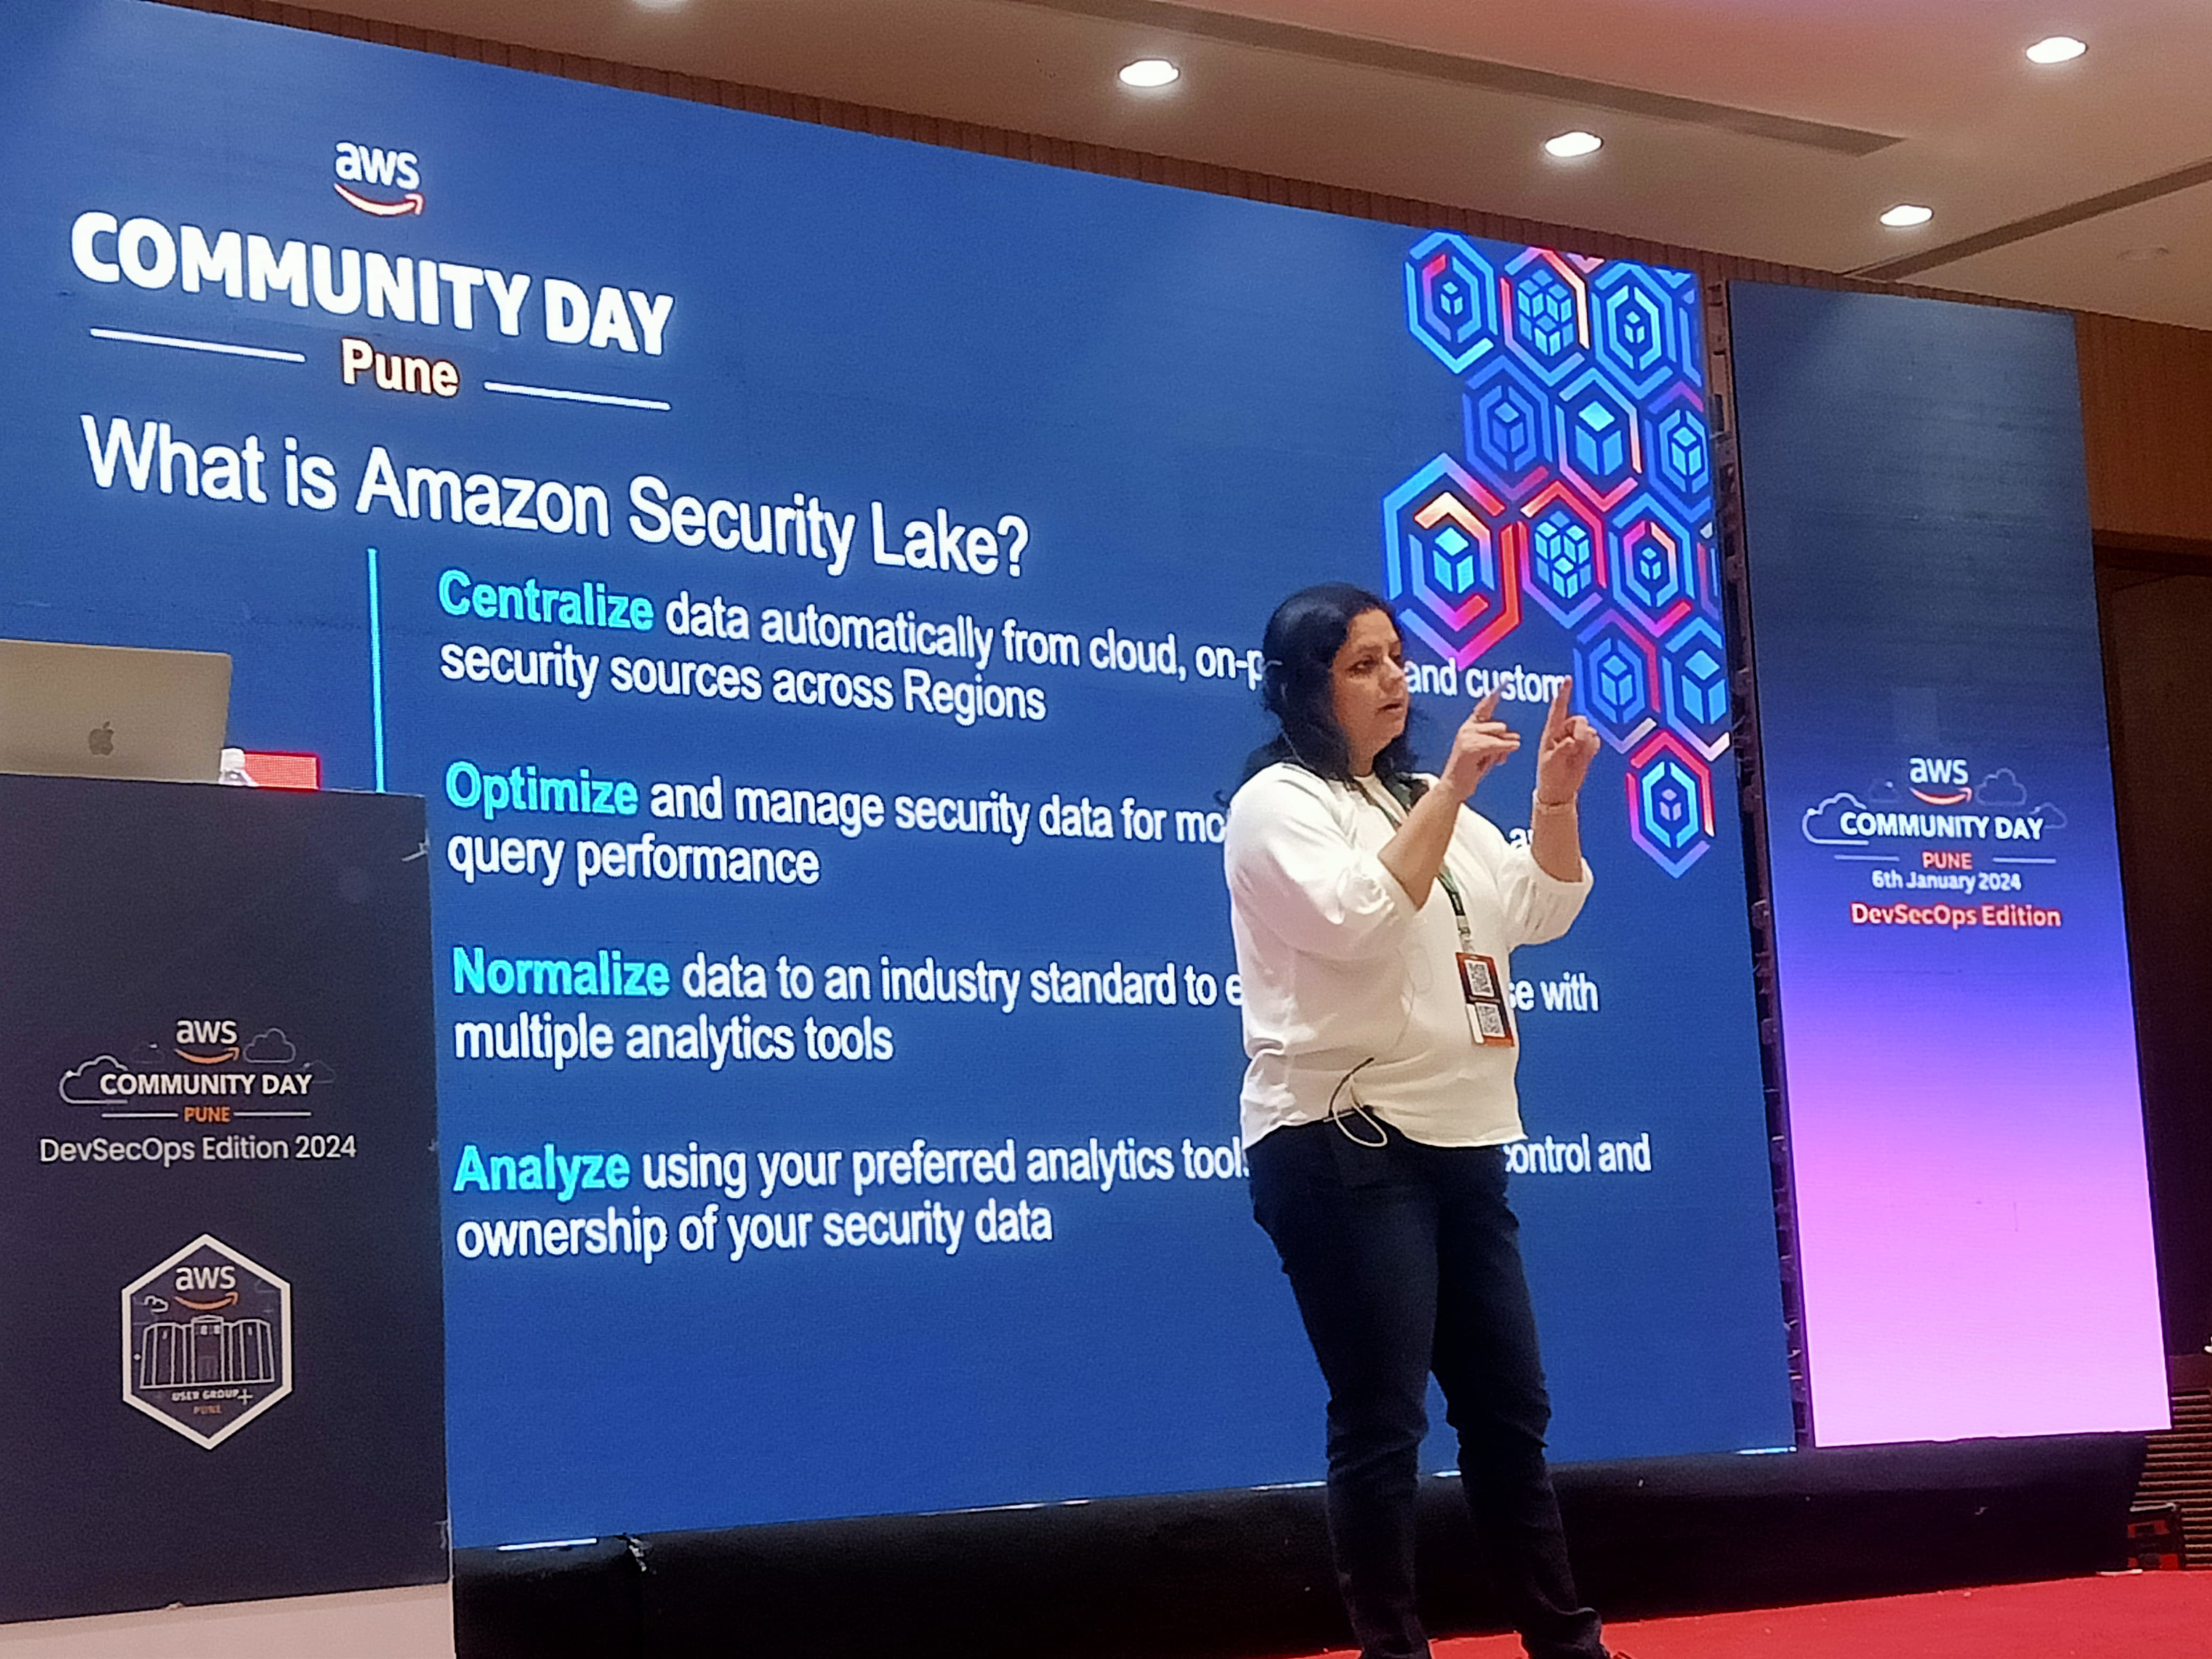 aws
COMMUNITY DAY
Pune
What is Amazon Security Lake?
Centralize data automatically from cloud, on-p and custom
security sources across Regions
Optimize and manage security data for
query performance
Normalize data to an industry standard to with
multiple analytics tools
Analyze using your preferred analytics and
ownership of your security data
aws
COMMUNITY DAY
PUNE
DevSecOps Edition 2024
aws
USER GROUP
PUNE
aws
COMMUNITY DAY
PUNE
6th January 2024
DevSecOps Edition